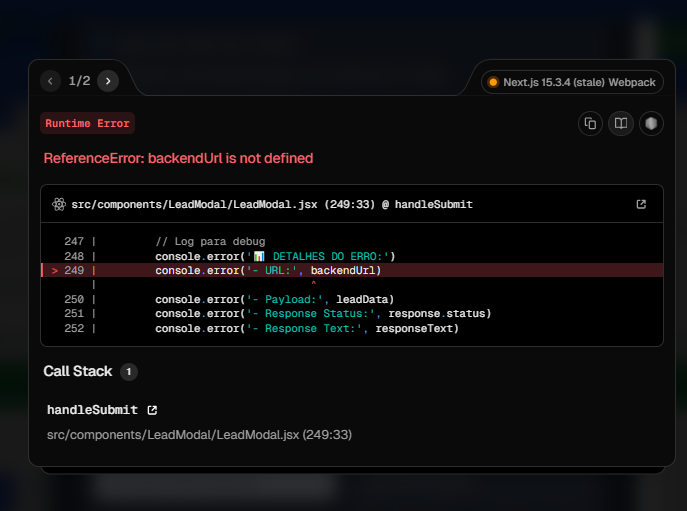 1/2
Next.js 15.3.4 (stale) Webpack
Runtime Error
ReferenceError: backendUrl is not defined
src/components/LeadModal/LeadModal.jsx (249:33) @ handleSubmit
247 | // Log para debug
248 | console.error('📊 DETALHES DO ERRO:')
> 249 | console.error('- URL:', backendUrl)
| ^
250 | console.error('- Payload:', leadData)
251 | console.error('- Response Status:', response.status)
252 | console.error('- Response Text:', responseText)
Call Stack 1
handleSubmit
src/components/LeadModal/LeadModal.jsx (249:33)